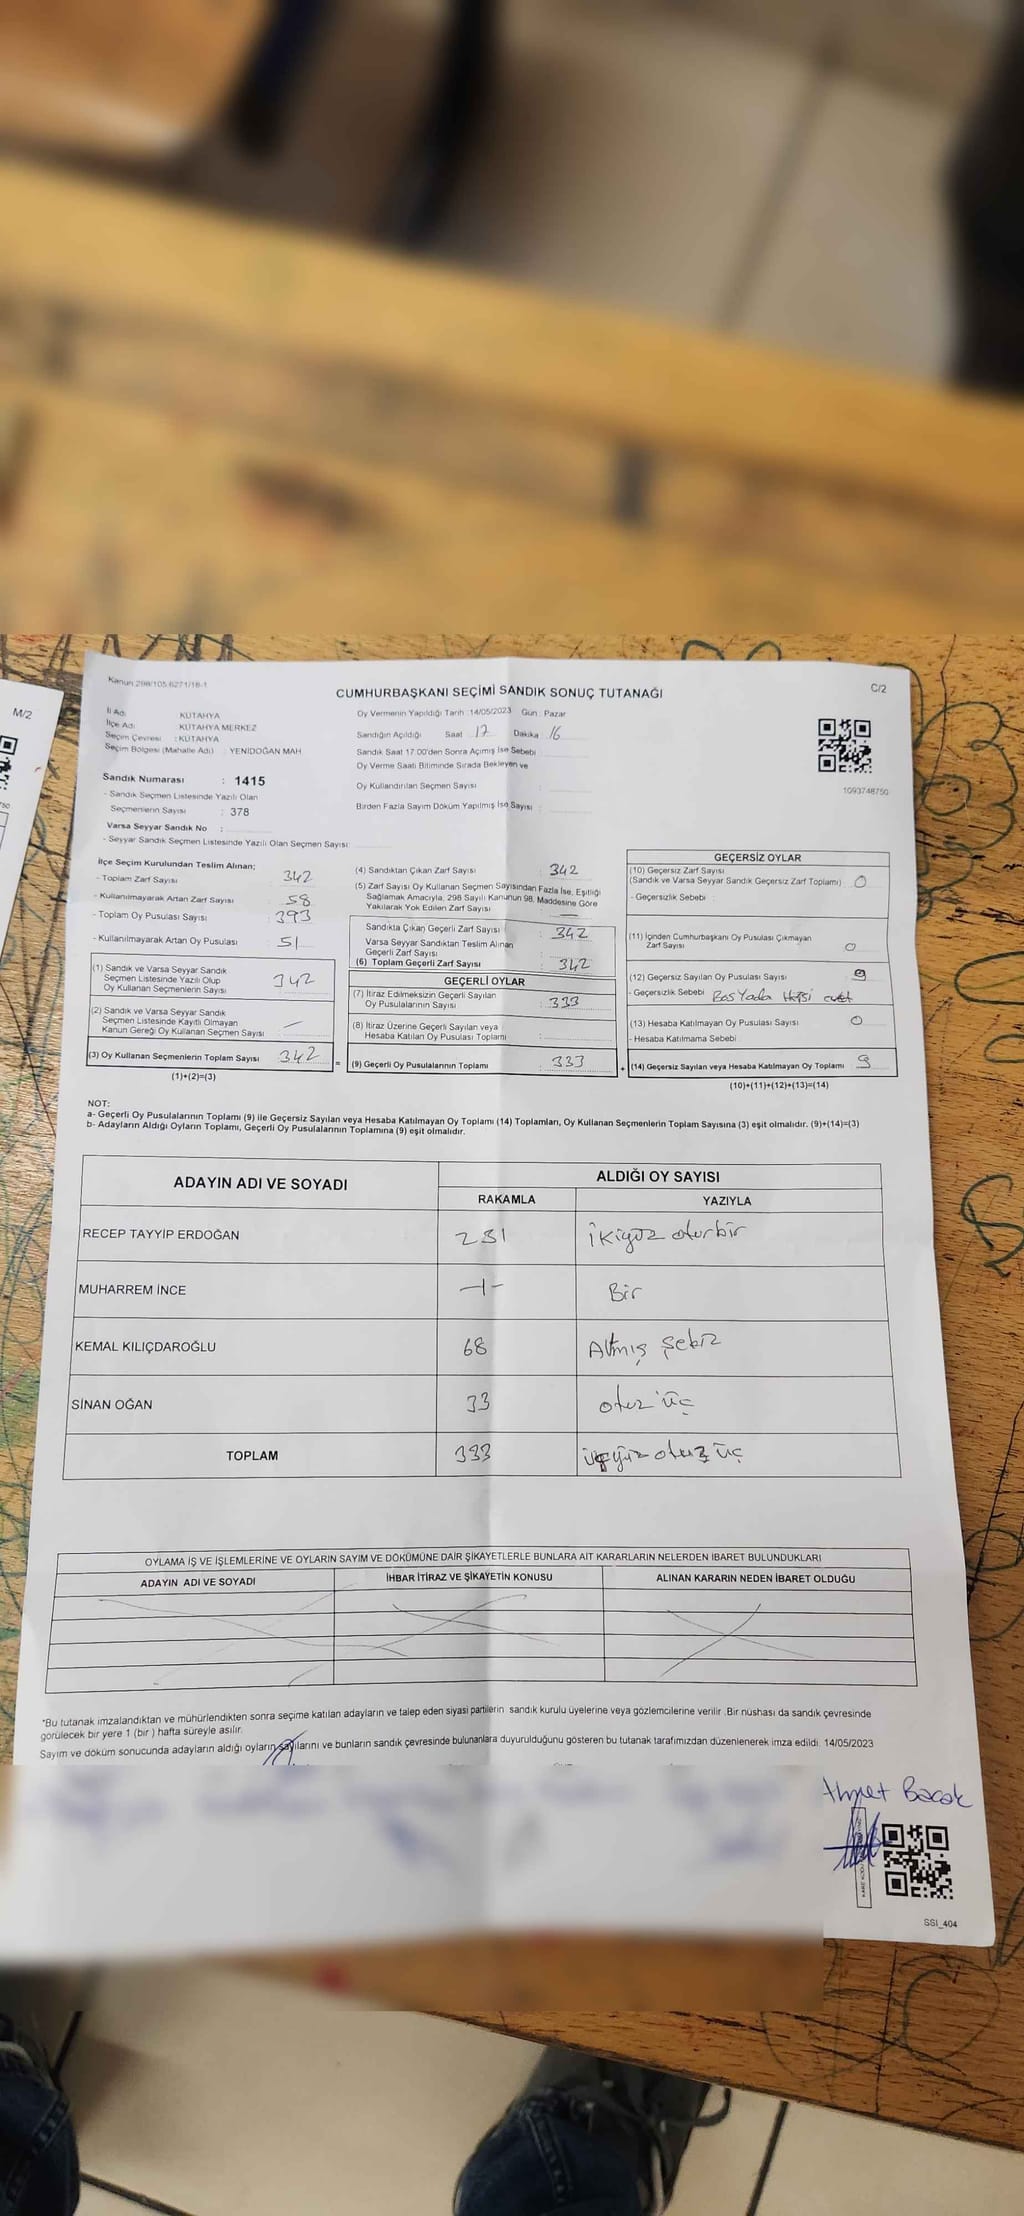 Kanun 298/105 6271/18-1
CUMHURBAŞKANI SEÇİMİ SANDIK SONUÇ TUTANAĞI
C/2
M/2
İl Adı KÜTAHYA
İlçe Adı KÜTAHYA MERKEZ
Seçim Çevresi : KÜTAHYA
Seçim Bölgesi (Mahalle Adı) : YENİDOĞAN MAH
Sandık Numarası : 1415
- Sandık Seçmen Listesinde Yazılı Olan
Seçmenlerin Sayısı : 378
Varsa Seyyar Sandık No :
- Seyyar Sandık Seçmen Listesinde Yazılı Olan Seçmen Sayısı:
Oy Vermenin Yapıldığı Tarih :14/05/2023 Gün : Pazar
Sandığın Açıldığı Saat 17 Dakika 16
Sandık Saat 17.00'den Sonra Açımış İse Sebebi
Oy Verme Saati Bitiminde Sırada Bekleyen ve
Oy Kullandırılan Seçmen Sayısı :
Birden Fazla Sayım Döküm Yapılmış İse Sayısı :
1093748750
İlçe Seçim Kurulundan Teslim Alınan;
- Toplam Zarf Sayısı 342
- Kullanılmayarak Artan Zarf Sayısı 58
- Toplam Oy Pusulası Sayısı 393
- Kullanılmayarak Artan Oy Pusulası 51
(1) Sandık ve Varsa Seyyar Sandık
Seçmen Listesinde Yazılı Olup
Oy Kullanan Seçmenlerin Sayısı 342
(2) Sandık ve Varsa Seyyar Sandık
Seçmen Listesinde Kayıtlı Olmayan
Kanun Gereği Oy Kullanan Seçmen Sayısı —
(3) Oy Kullanan Seçmenlerin Toplam Sayısı 342 =
(1)+(2)=(3)
(4) Sandıktan Çıkan Zarf Sayısı : 342
(5) Zarf Sayısı Oy Kullanan Seçmen Sayısından Fazla İse, Eşitliği
Sağlamak Amacıyla, 298 Sayılı Kanunun 98. Maddesine Göre
Yakılarak Yok Edilen Zarf Sayısı : —
Sandıkta Çıkan Geçerli Zarf Sayısı : 342
Varsa Seyyar Sandıktan Teslim Alınan
Geçerli Zarf Sayısı
(6) Toplam Geçerli Zarf Sayısı : 342
GEÇERLİ OYLAR
(7) İtiraz Edilmeksizin Geçerli Sayılan
Oy Pusulalarının Sayısı : 333
(8) İtiraz Üzerine Geçerli Sayılan veya
Hesaba Katılan Oy Pusulası Toplamı :
(9) Geçerli Oy Pusulalarının Toplamı : 333 +
GEÇERSİZ OYLAR
(10) Geçersiz Zarf Sayısı
(Sandık ve Varsa Seyyar Sandık Geçersiz Zarf Toplamı) 0
- Geçersizlik Sebebi :
(11) İçinden Cumhurbaşkanı Oy Pusulası Çıkmayan
Zarf Sayısı 0
(12) Geçersiz Sayılan Oy Pusulası Sayısı 9
- Geçersizlik Sebebi Boş Yada Hepsi evet
(13) Hesaba Katılmayan Oy Pusulası Sayısı 0
- Hesaba Katılmama Sebebi
(14) Geçersiz Sayılan veya Hesaba Katılmayan Oy Toplamı 9
(10)+(11)+(12)+(13)=(14)
NOT:
a- Geçerli Oy Pusulalarının Toplamı (9) ile Geçersiz Sayılan veya Hesaba Katılmayan Oy Toplamı (14) Toplamları, Oy Kullanan Seçmenlerin Toplam Sayısına (3) eşit olmalıdır. (9)+(14)=(3)
b- Adayların Aldığı Oyların Toplamı, Geçerli Oy Pusulalarının Toplamına (9) eşit olmalıdır.
ADAYIN ADI VE SOYADI ALDIĞI OY SAYISI
RAKAMLA YAZIYLA
RECEP TAYYİP ERDOĞAN 231 ikiyüz oturbir
MUHARREM İNCE —1— Bir
KEMAL KILIÇDAROĞLU 68 Altmış şekiz
SİNAN OĞAN 33 otuz üç
TOPLAM 333 üçyüz otuz üç
OYLAMA İŞ VE İŞLEMLERİNE VE OYLARIN SAYIM VE DÖKÜMÜNE DAİR ŞİKAYETLERLE BUNLARA AİT KARARLARIN NELERDEN İBARET BULUNDUKLARI
ADAYIN ADI VE SOYADI İHBAR İTİRAZ VE ŞİKAYETİN KONUSU ALINAN KARARIN NEDEN İBARET OLDUĞU
"Bu tutanak imzalandıktan ve mühürlendikten sonra seçime katılan adayların ve talep eden siyasi partilerin sandık kurulu üyelerine veya gözlemcilerine verilir .Bir nüshası da sandık çevresinde
görülecek bir yere 1 (bir ) hafta süreyle asılır.
Sayım ve döküm sonucunda adayların aldığı oyların sayılarını ve bunların sandık çevresinde bulunanlara duyurulduğunu gösteren bu tutanak tarafımızdan düzenlenerek imza edildi. 14/05/2023
Ahmet Bacak
SSI_404